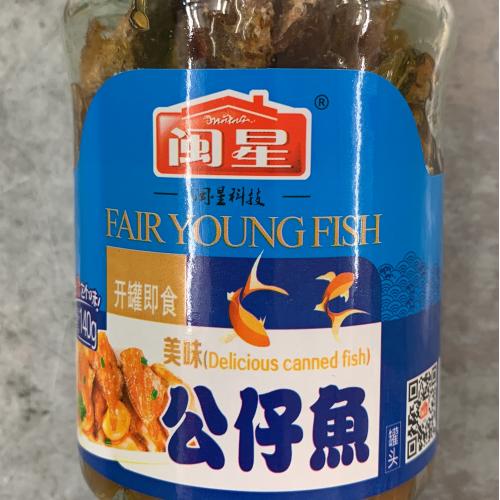 ®
闽星
闽·星科技
FAIR YOUNG FISH
开罐即食
140g
美味(Delicious canned fish)
公仔魚
罐头